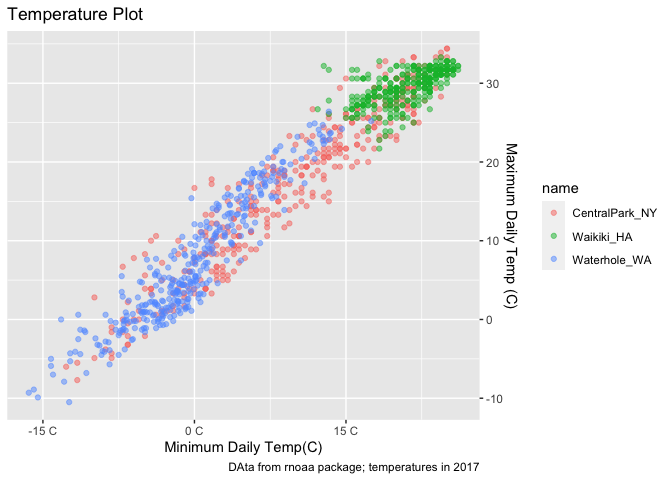 Temperature Plot
30
20
10
0
-10
Maximum Daily Temp (C)
name
CentralPark_NY
Waikiki_HA
Waterhole_WA
-15 C
0 C
15 C
Minimum Daily Temp(C)
DAta from rnoaa package; temperatures in 2017